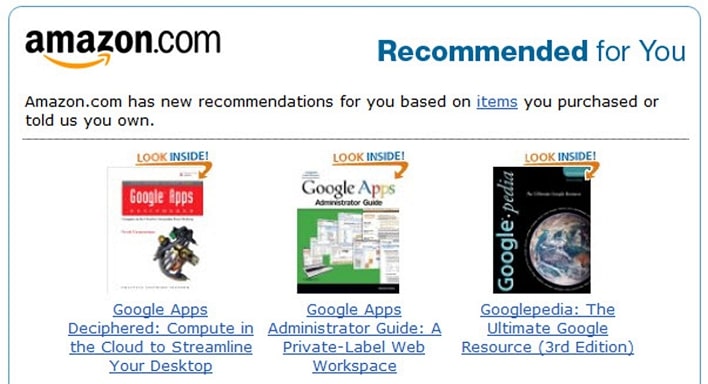 amazon.com
Recommended for You
Amazon.com has new recommendations for you based on items you purchased or
told us you own.
LOOK INSIDE!
LOOK INSIDE!
LOOK INSIDE!
Google Apps
DECIPHERED
Google Apps
Administrator Guide
Google·pedia
The Ultimate Google Resource
Google Apps
Deciphered: Compute in
the Cloud to Streamline
Your Desktop
Google Apps
Administrator Guide: A
Private-Label Web
Workspace
Googlepedia: The
Ultimate Google
Resource (3rd Edition)